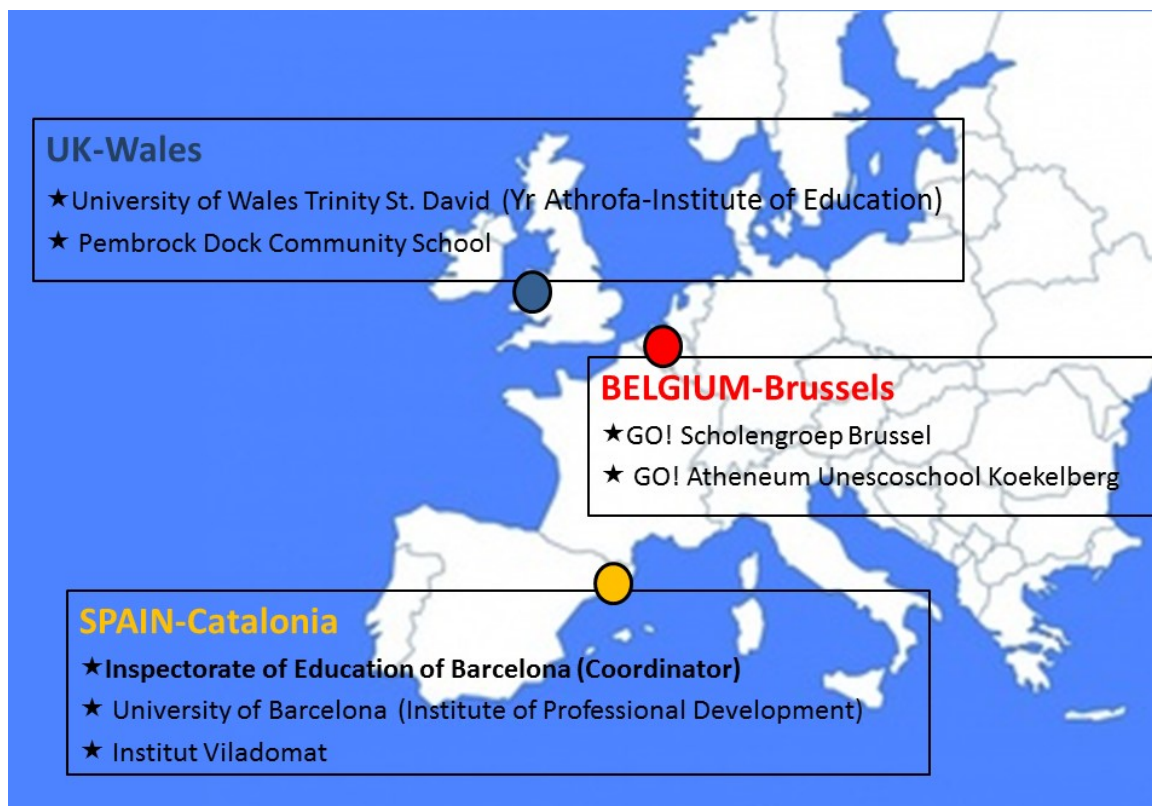 UK-Wales
★University of Wales Trinity St. David (Yr Athrofa-Institute of Education)
★ Pembrock Dock Community School
BELGIUM-Brussels
★GO! Scholengroep Brussel
★ GO! Atheneum Unescoschool Koekelberg
SPAIN-Catalonia
★Inspectorate of Education of Barcelona (Coordinator)
★ University of Barcelona (Institute of Professional Development)
★ Institut Viladomat